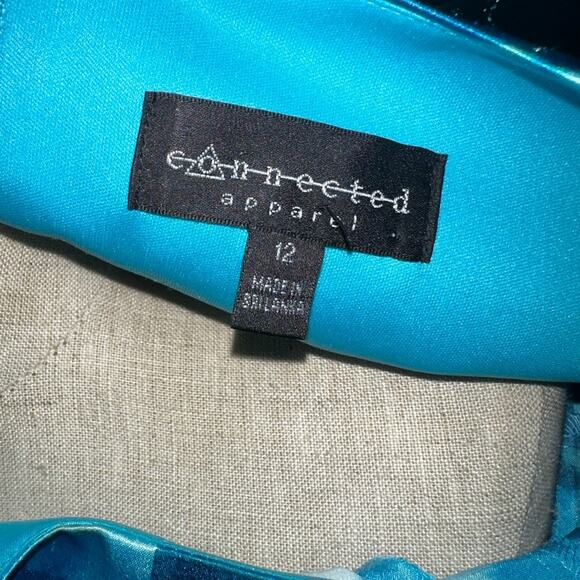 connected
apparel
12
MADE IN
SRI LANKA